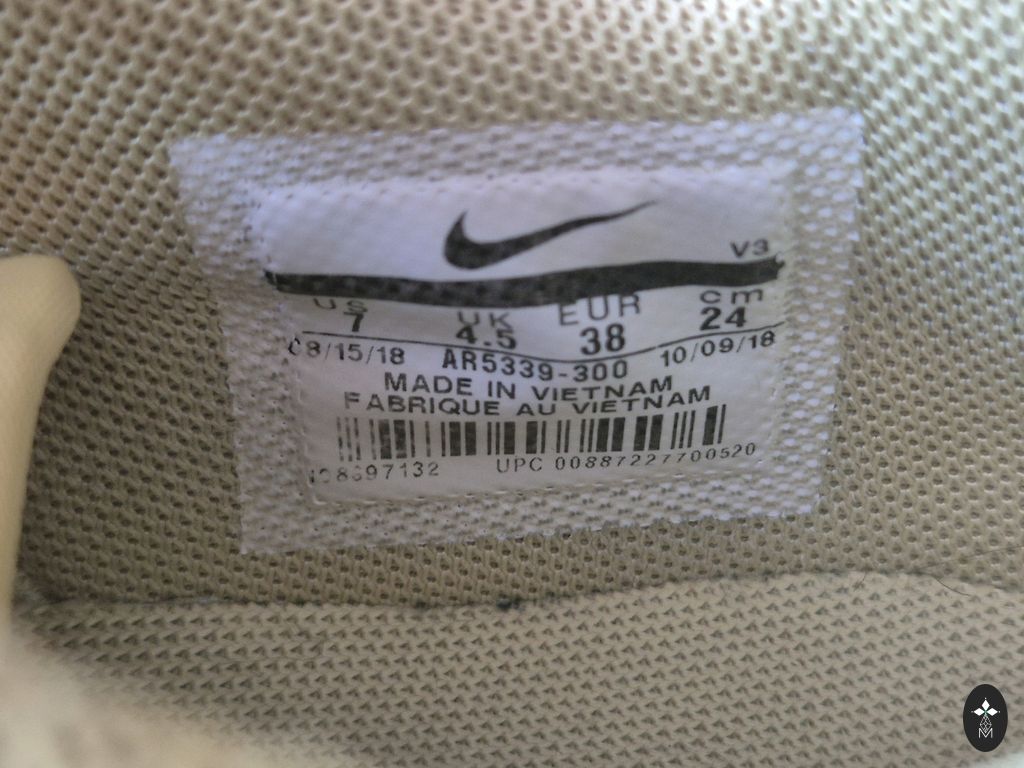 V3
US UK EUR cm
7 4.5 38 24
08/15/18 AR5339-300 10/09/18
MADE IN VIETNAM
FABRIQUE AU VIETNAM
UPC 00887227700520
M